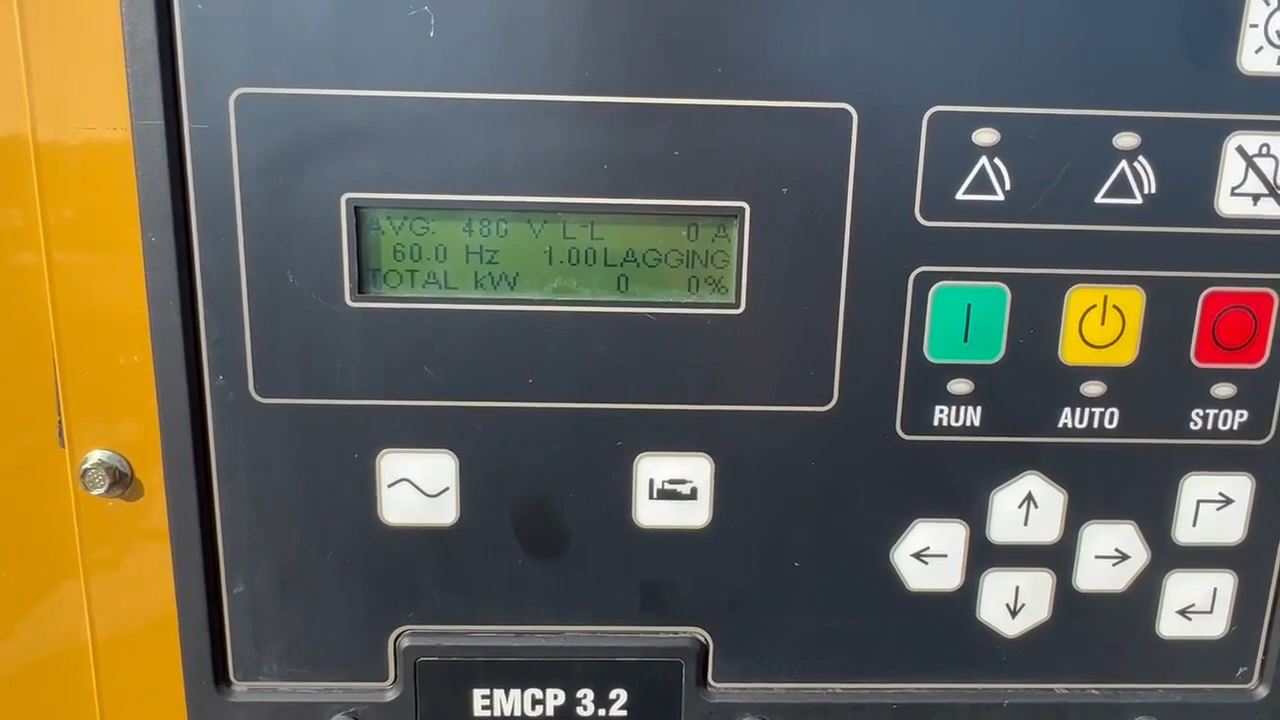 AVG: 480 V L-L 0 A
60.0 Hz 1.00LAGGING
TOTAL kW 0 0%
RUN AUTO STOP
EMCP 3.2